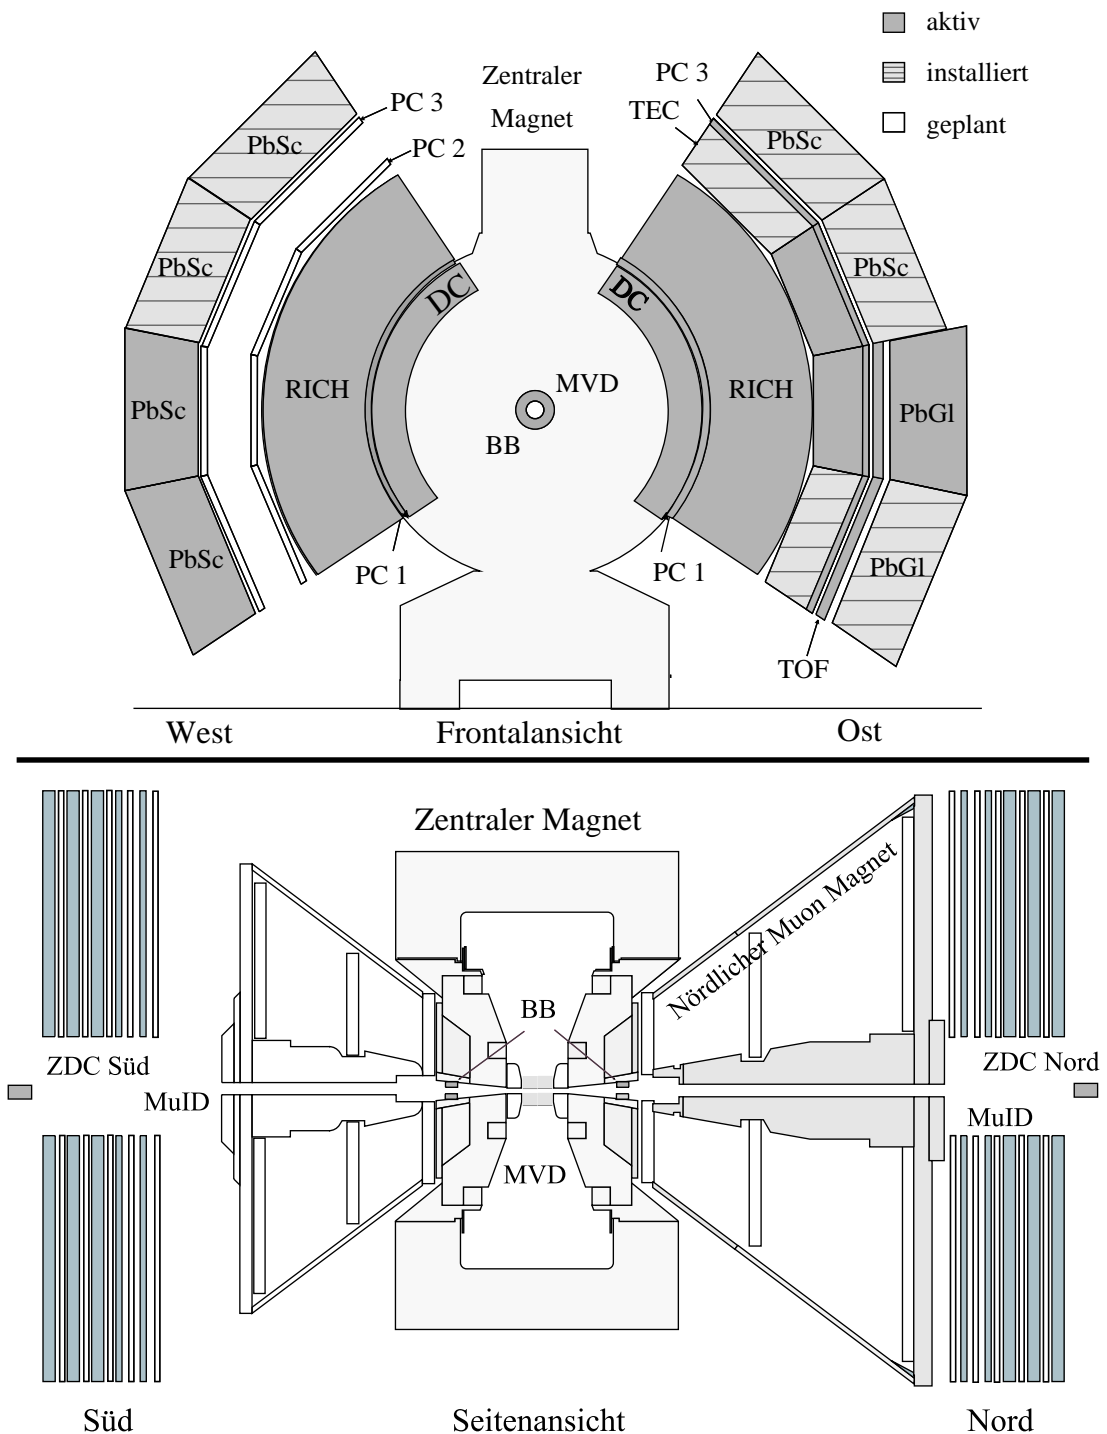 aktiv
installiert
geplant
Zentraler
Magnet
PC 3
PC 2
PC 3
TEC
PbSc
PbSc
PbSc
PbSc
DC
DC
RICH
RICH
MVD
BB
PbSc
PbGl
PbSc
PbGl
PC 1
PC 1
TOF
West
Frontalansicht
Ost
Zentraler Magnet
Nördlicher Muon Magnet
BB
ZDC Süd
ZDC Nord
MuID
MuID
MVD
Süd
Seitenansicht
Nord